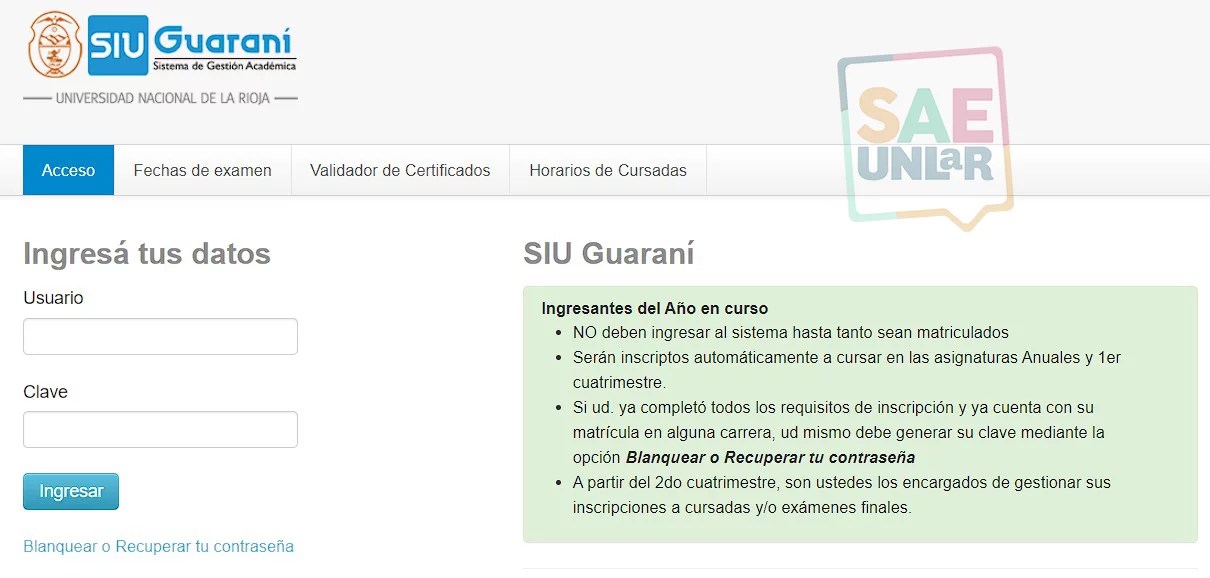 SIU Guaraní
Sistema de Gestión Académica
UNIVERSIDAD NACIONAL DE LA RIOJA
SAE
UNLaR
Acceso
Fechas de examen
Validador de Certificados
Horarios de Cursadas
Ingresá tus datos
Usuario
Clave
Ingresar
Blanquear o Recuperar tu contraseña
SIU Guaraní
Ingresantes del Año en curso
• NO deben ingresar al sistema hasta tanto sean matriculados
• Serán inscriptos automáticamente a cursar en las asignaturas Anuales y 1er
cuatrimestre.
• Si ud. ya completó todos los requisitos de inscripción y ya cuenta con su
matrícula en alguna carrera, ud mismo debe generar su clave mediante la
opción Blanquear o Recuperar tu contraseña
• A partir del 2do cuatrimestre, son ustedes los encargados de gestionar sus
inscripciones a cursadas y/o exámenes finales.